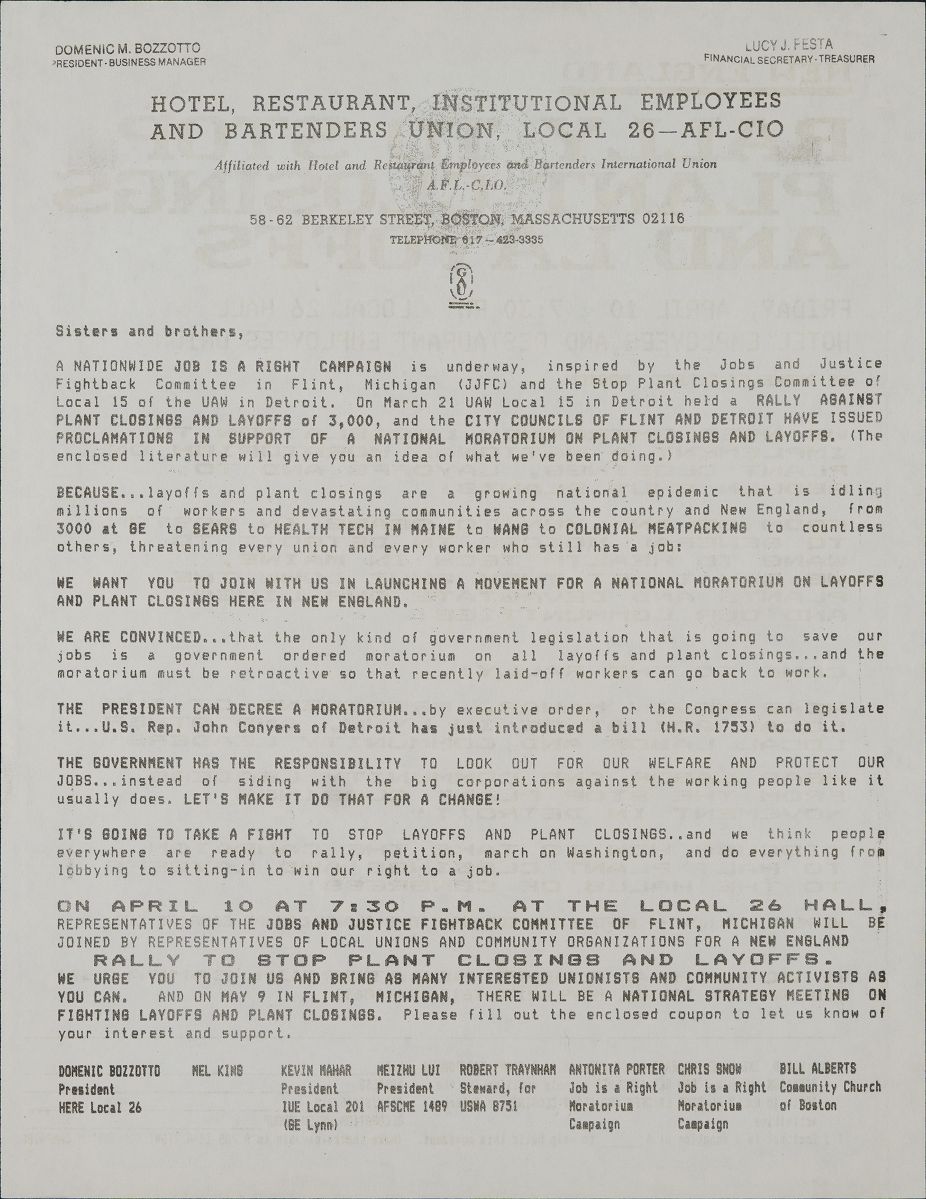 DOMENIC M. BOZZOTTO
PRESIDENT - BUSINESS MANAGER
LUCY J. FESTA
FINANCIAL SECRETARY - TREASURER
HOTEL, RESTAURANT, INSTITUTIONAL EMPLOYEES
AND BARTENDERS UNION, LOCAL 26—AFL-CIO
Affiliated with Hotel and Restaurant Employees and Bartenders International Union
A.F.L.-C.I.O.
58-62 BERKELEY STREET, BOSTON, MASSACHUSETTS 02116
TELEPHONE 617 — 423-3335
Sisters and brothers,
A NATIONWIDE JOB IS A RIGHT CAMPAIGN is underway, inspired by the Jobs and Justice
Fightback Committee in Flint, Michigan (JJFC) and the Stop Plant Closings Committee of
Local 15 of the UAW in Detroit. On March 21 UAW Local 15 in Detroit held a RALLY AGAINST
PLANT CLOSINGS AND LAYOFFS of 3,000, and the CITY COUNCILS OF FLINT AND DETROIT HAVE ISSUED
PROCLAMATIONS IN SUPPORT OF A NATIONAL MORATORIUM ON PLANT CLOSINGS AND LAYOFFS. (The
enclosed literature will give you an idea of what we've been doing.)
BECAUSE...layoffs and plant closings are a growing national epidemic that is idling
millions of workers and devastating communities across the country and New England, from
3000 at GE to SEARS to HEALTH TECH IN MAINE to WANG to COLONIAL MEATPACKING to countless
others, threatening every union and every worker who still has a job:
WE WANT YOU TO JOIN WITH US IN LAUNCHING A MOVEMENT FOR A NATIONAL MORATORIUM ON LAYOFFS
AND PLANT CLOSINGS HERE IN NEW ENGLAND.
WE ARE CONVINCED...that the only kind of government legislation that is going to save our
jobs is a government ordered moratorium on all layoffs and plant closings...and the
moratorium must be retroactive so that recently laid-off workers can go back to work.
THE PRESIDENT CAN DECREE A MORATORIUM...by executive order, or the Congress can legislate
it...U.S. Rep. John Conyers of Detroit has just introduced a bill (H.R. 1753) to do it.
THE GOVERNMENT HAS THE RESPONSIBILITY TO LOOK OUT FOR OUR WELFARE AND PROTECT OUR
JOBS...instead of siding with the big corporations against the working people like it
usually does. LET'S MAKE IT DO THAT FOR A CHANGE!
IT'S GOING TO TAKE A FIGHT TO STOP LAYOFFS AND PLANT CLOSINGS..and we think people
everywhere are ready to rally, petition, march on Washington, and do everything from
lobbying to sitting-in to win our right to a job.
ON APRIL 10 AT 7:30 P.M. AT THE LOCAL 26 HALL,
REPRESENTATIVES OF THE JOBS AND JUSTICE FIGHTBACK COMMITTEE OF FLINT, MICHIGAN WILL BE
JOINED BY REPRESENTATIVES OF LOCAL UNIONS AND COMMUNITY ORGANIZATIONS FOR A NEW ENGLAND
RALLY TO STOP PLANT CLOSINGS AND LAYOFFS.
WE URGE YOU TO JOIN US AND BRING AS MANY INTERESTED UNIONISTS AND COMMUNITY ACTIVISTS AS
YOU CAN. AND ON MAY 9 IN FLINT, MICHIGAN, THERE WILL BE A NATIONAL STRATEGY MEETING ON
FIGHTING LAYOFFS AND PLANT CLOSINGS. Please fill out the enclosed coupon to let us know of
your interest and support.
DOMENIC BOZZOTTO MEL KING KEVIN MAHAR MEIZHU LUI ROBERT TRAYNHAM ANTONITA PORTER CHRIS SNOW BILL ALBERTS
President President President Steward, for Job is a Right Job is a Right Community Church
HERE Local 26 IUE Local 201 AFSCME 1489 USWA 8751 Moratorium Moratorium of Boston
(GE Lynn) Campaign Campaign